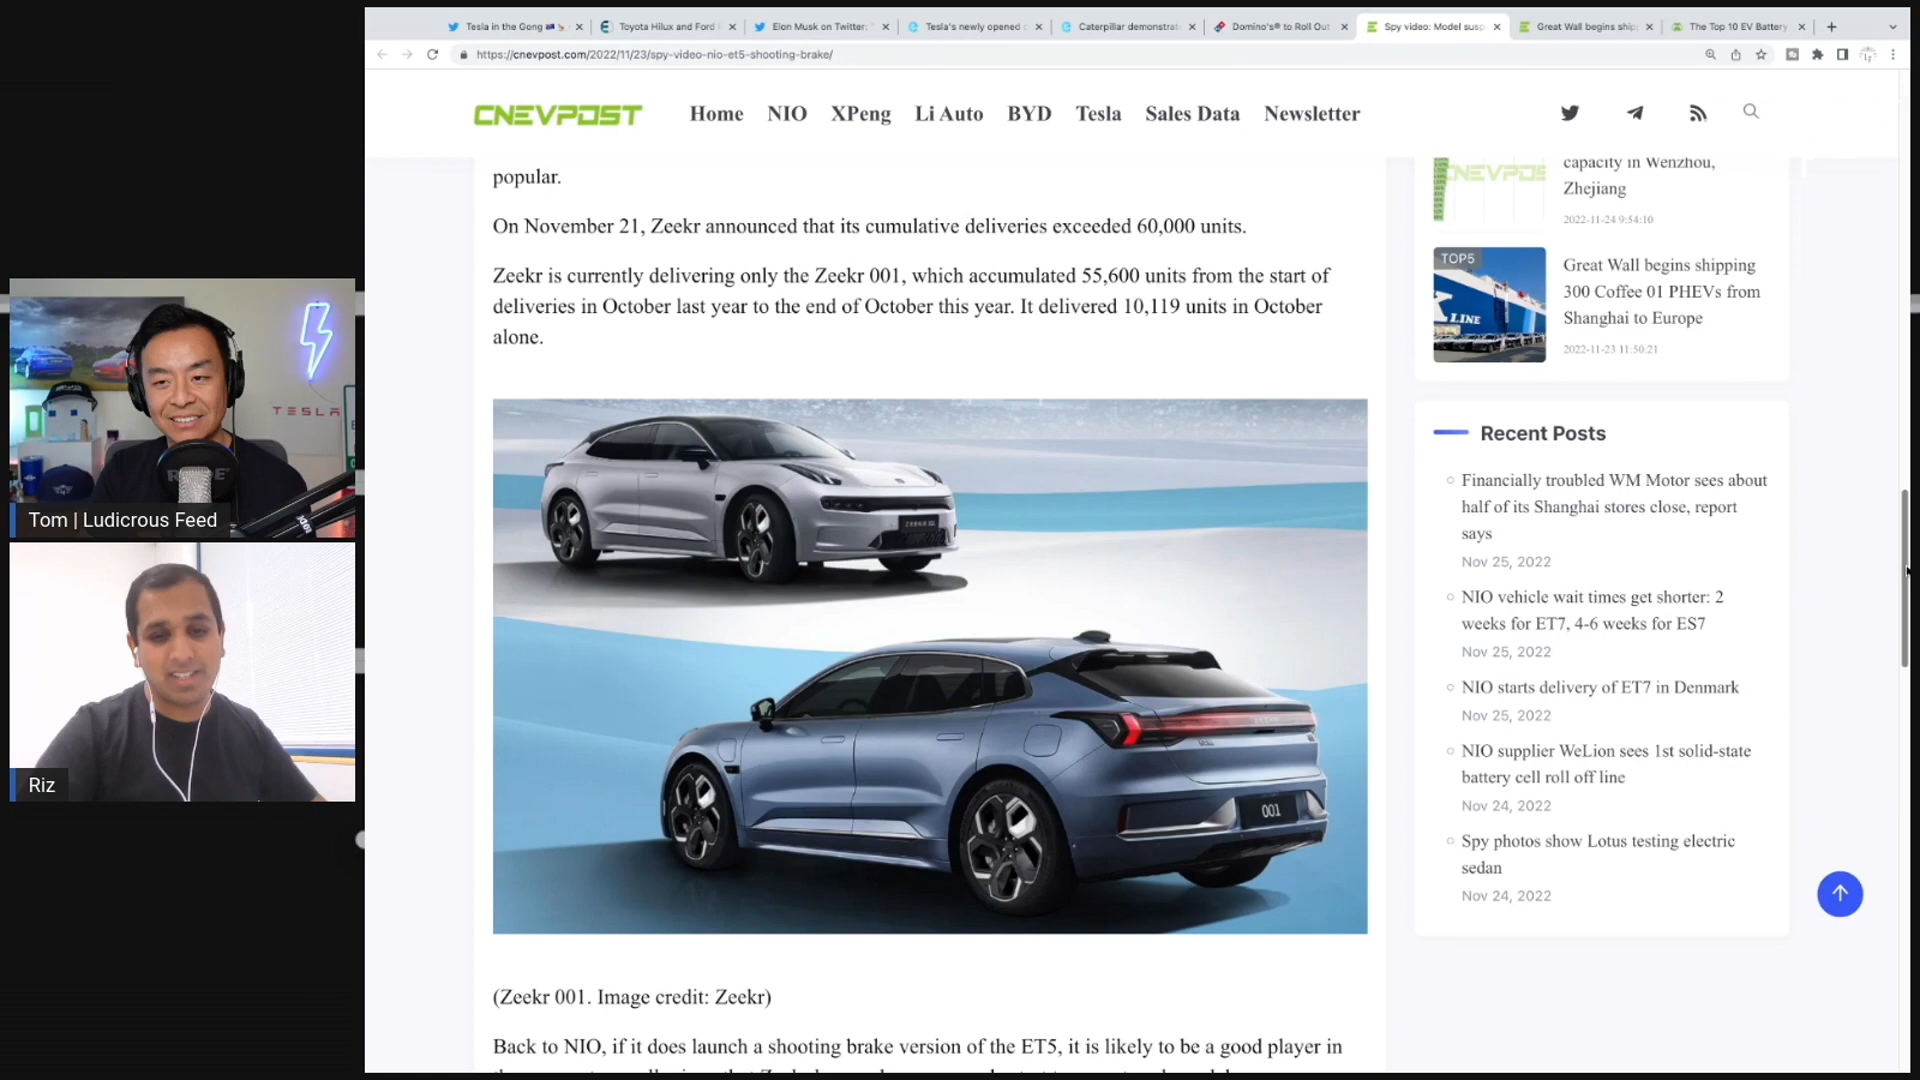 Tesla in the Gong
Toyota Hilux and Ford
Elon Musk on Twitter: "
Tesla's newly opened
Caterpillar demonstrat
Domino's® to Roll Out
Spy video: Model susp
Great Wall begins ship
The Top 10 EV Battery
https://cnevpost.com/2022/11/23/spy-video-nio-et5-shooting-brake/
CNEVPOST
Home
NIO
XPeng
Li Auto
BYD
Tesla
Sales Data
Newsletter
popular.
On November 21, Zeekr announced that its cumulative deliveries exceeded 60,000 units.
Zeekr is currently delivering only the Zeekr 001, which accumulated 55,600 units from the start of
deliveries in October last year to the end of October this year. It delivered 10,119 units in October
alone.
001
(Zeekr 001. Image credit: Zeekr)
Back to NIO, if it does launch a shooting brake version of the ET5, it is likely to be a good player in
capacity in Wenzhou,
Zhejiang
2022-11-24 9:54:10
TOP5
LINE
Great Wall begins shipping
300 Coffee 01 PHEVs from
Shanghai to Europe
2022-11-23 11:50:21
Recent Posts
Financially troubled WM Motor sees about
half of its Shanghai stores close, report
says
Nov 25, 2022
NIO vehicle wait times get shorter: 2
weeks for ET7, 4-6 weeks for ES7
Nov 25, 2022
NIO starts delivery of ET7 in Denmark
Nov 25, 2022
NIO supplier WeLion sees 1st solid-state
battery cell roll off line
Nov 24, 2022
Spy photos show Lotus testing electric
sedan
Nov 24, 2022
TESLA
Tom | Ludicrous Feed
Riz